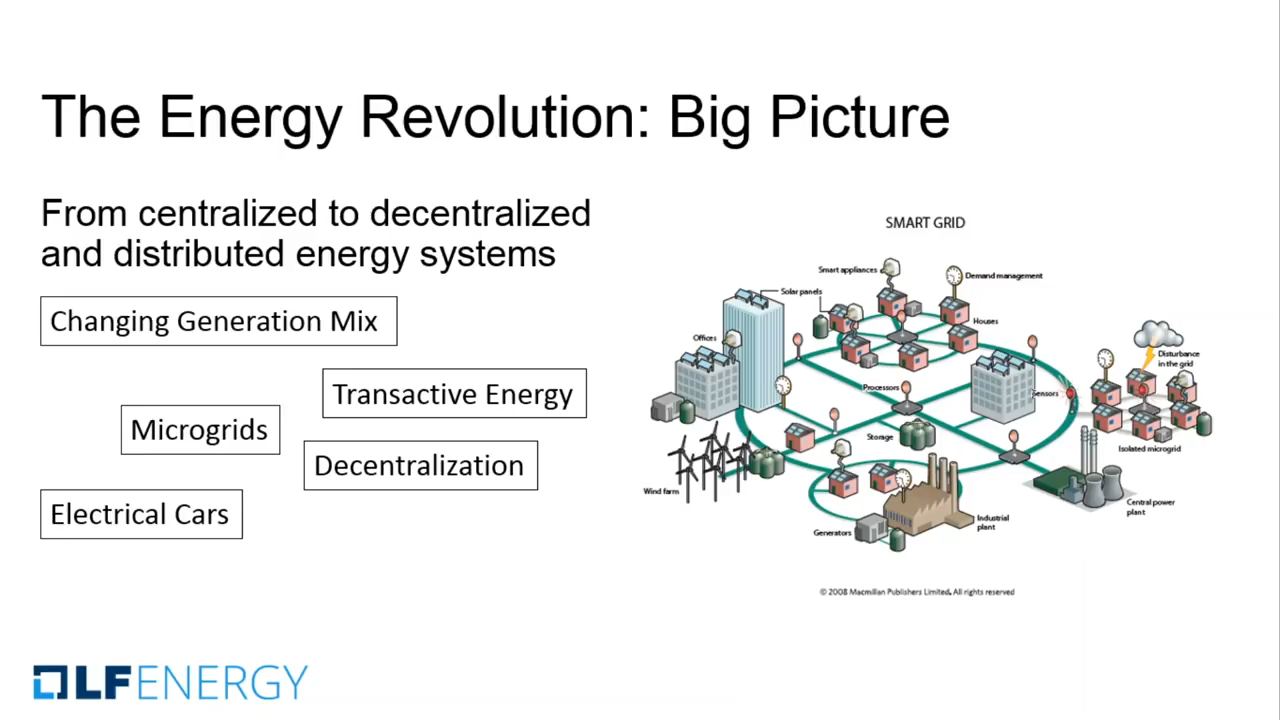 The Energy Revolution: Big Picture
From centralized to decentralized
and distributed energy systems
Changing Generation Mix
Transactive Energy
Microgrids
Decentralization
Electrical Cars
SMART GRID
Smart appliances
Demand management
Solar panels
Houses
Offices
Disturbance
in the grid
Processors
Sensors
Storage
Isolated microgrid
Wind farm
Central power
plant
Industrial
plant
Generators
© 2008 Macmillan Publishers Limited. All rights reserved
LFENERGY